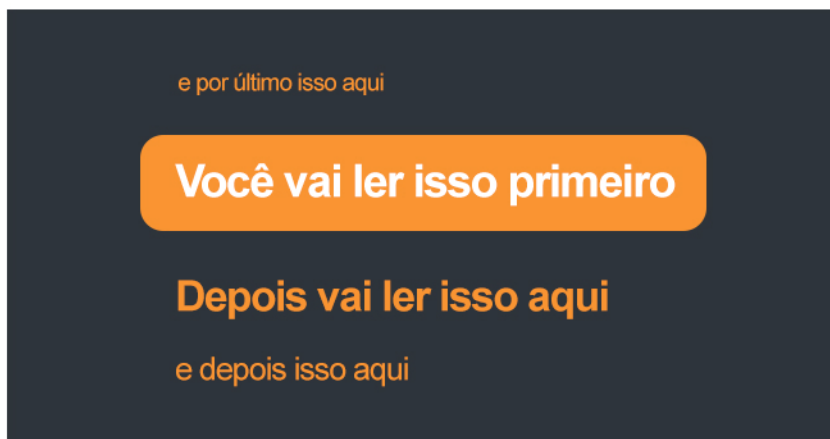 e por último isso aqui
Você vai ler isso primeiro
Depois vai ler isso aqui
e depois isso aqui